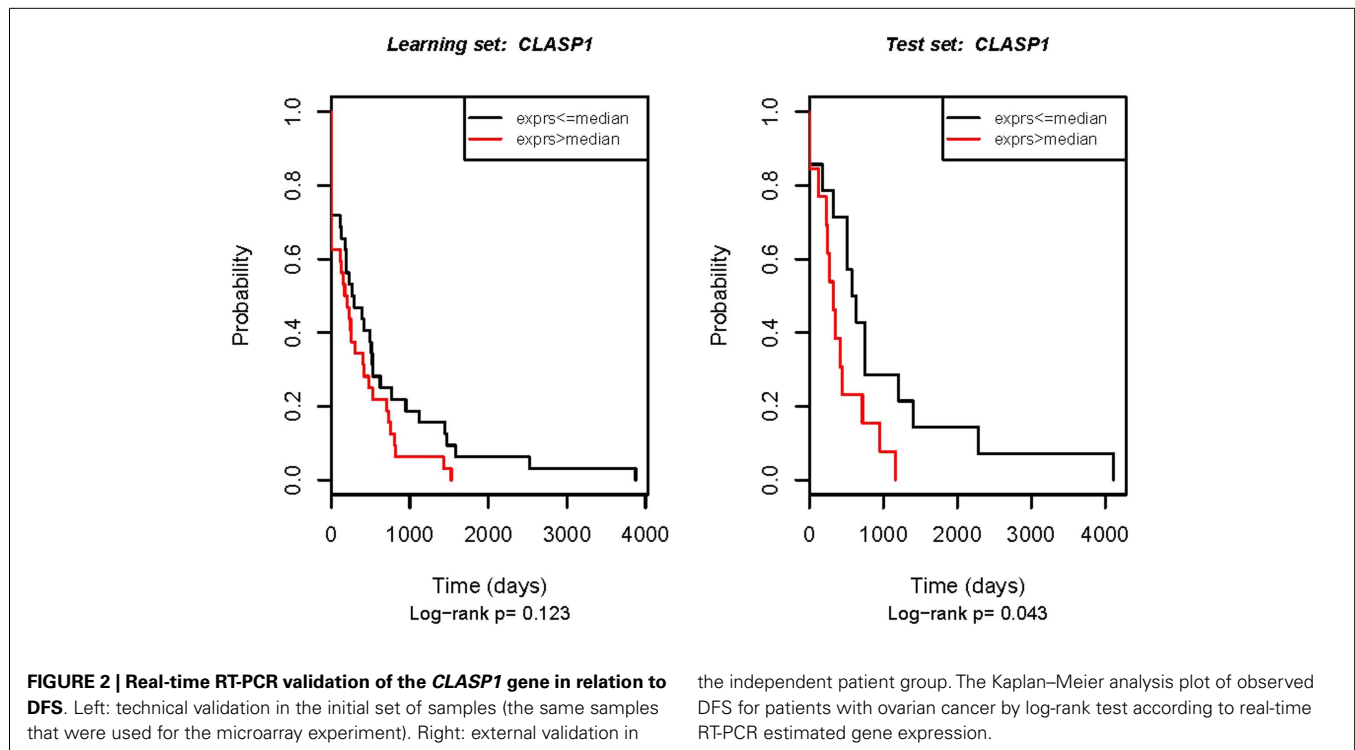 Learning set: CLASP1
exprs<=median
exprs>median
1.0
0.8
0.6
0.4
0.2
0.0
Probability
0 1000 2000 3000 4000
Time (days)
Log-rank p= 0.123
Test set: CLASP1
exprs<=median
exprs>median
1.0
0.8
0.6
0.4
0.2
0.0
Probability
0 1000 2000 3000 4000
Time (days)
Log-rank p= 0.043
FIGURE 2 | Real-time RT-PCR validation of the CLASP1 gene in relation to
DFS. Left: technical validation in the initial set of samples (the same samples
that were used for the microarray experiment). Right: external validation in
the independent patient group. The Kaplan–Meier analysis plot of observed
DFS for patients with ovarian cancer by log-rank test according to real-time
RT-PCR estimated gene expression.